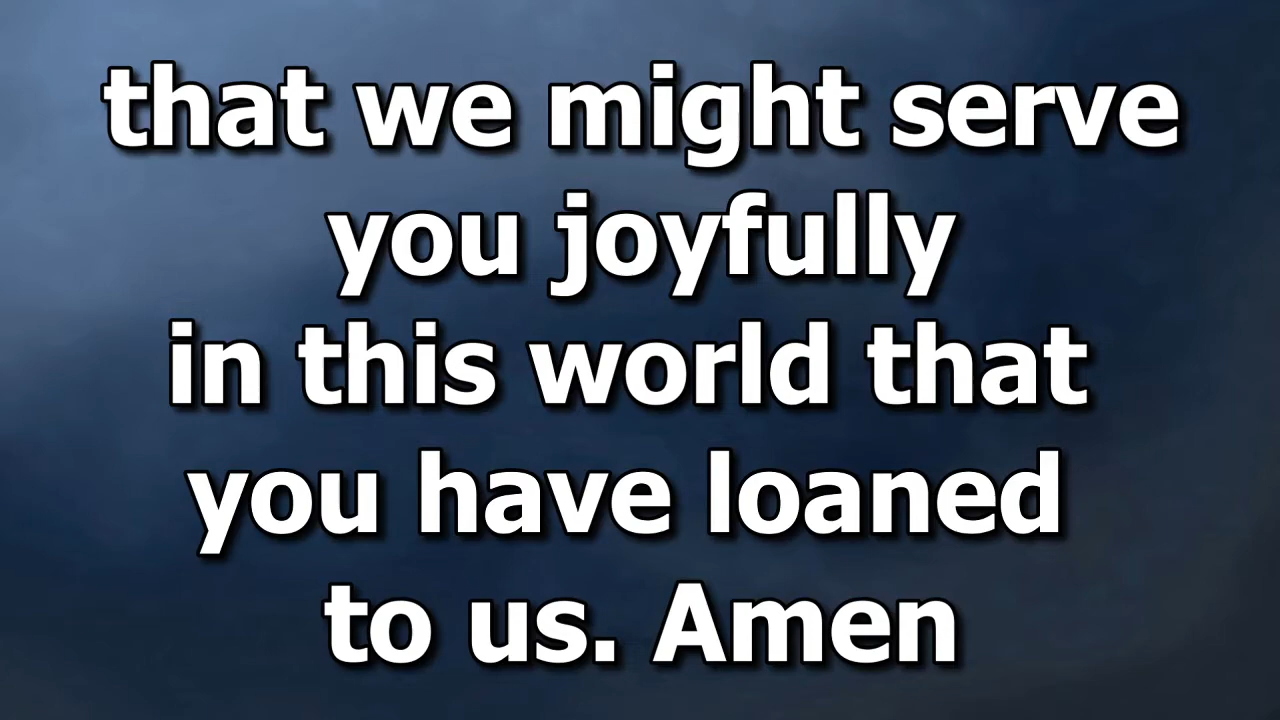 that we might serve
you joyfully
in this world that
you have loaned
to us. Amen